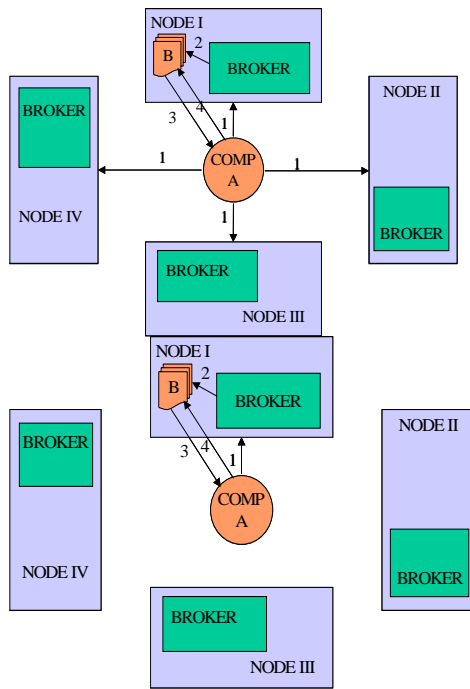 NODE I
B
2
BROKER
4
3
1
COMP
A
BROKER
NODE IV
1
1
NODE II
BROKER
1
BROKER
NODE III
NODE I
B
2
BROKER
4
3
1
COMP
A
BROKER
NODE IV
NODE II
BROKER
BROKER
NODE III